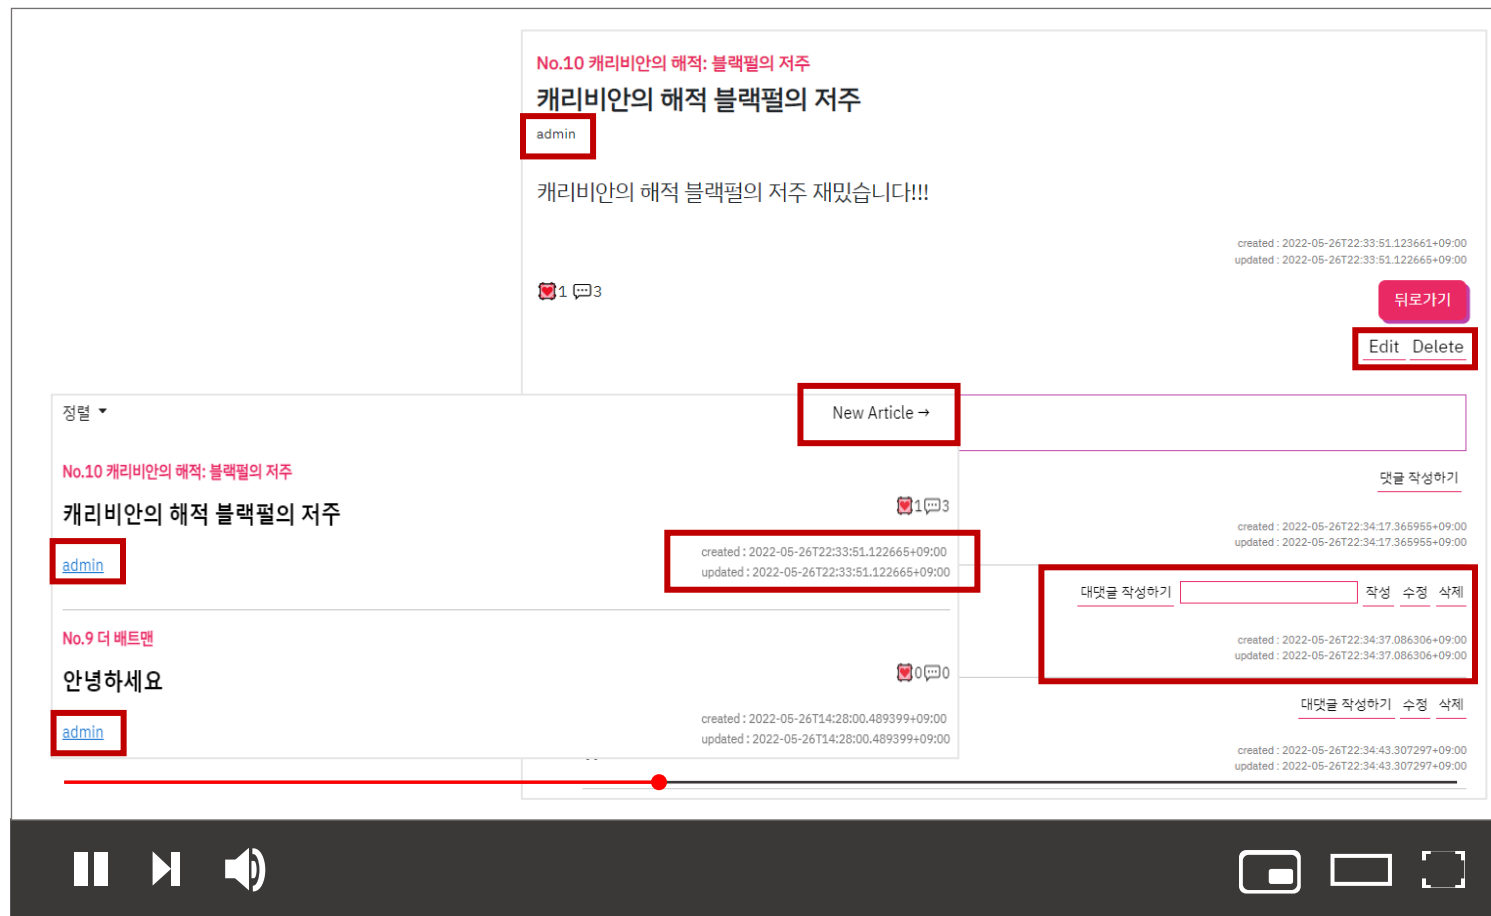 No.10 캐리비안의 해적: 블랙펄의 저주
캐리비안의 해적 블랙펄의 저주
admin
캐리비안의 해적 블랙펄의 저주 재밌습니다!!!
created : 2022-05-26T22:33:51.123661+09:00
updated : 2022-05-26T22:33:51.122665+09:00
1 3
뒤로가기
Edit Delete
정렬
New Article →
No.10 캐리비안의 해적: 블랙펄의 저주
캐리비안의 해적 블랙펄의 저주
1 3
admin
created : 2022-05-26T22:33:51.122665+09:00
updated : 2022-05-26T22:33:51.122665+09:00
No.9 더 배트맨
안녕하세요
0 0
admin
created : 2022-05-26T14:28:00.489399+09:00
updated : 2022-05-26T14:28:00.489399+09:00
댓글 작성하기
created : 2022-05-26T22:34:17.365955+09:00
updated : 2022-05-26T22:34:17.365955+09:00
대댓글 작성하기 작성 수정 삭제
created : 2022-05-26T22:34:37.086306+09:00
updated : 2022-05-26T22:34:37.086306+09:00
대댓글 작성하기 수정 삭제
created : 2022-05-26T22:34:43.307297+09:00
updated : 2022-05-26T22:34:43.307297+09:00